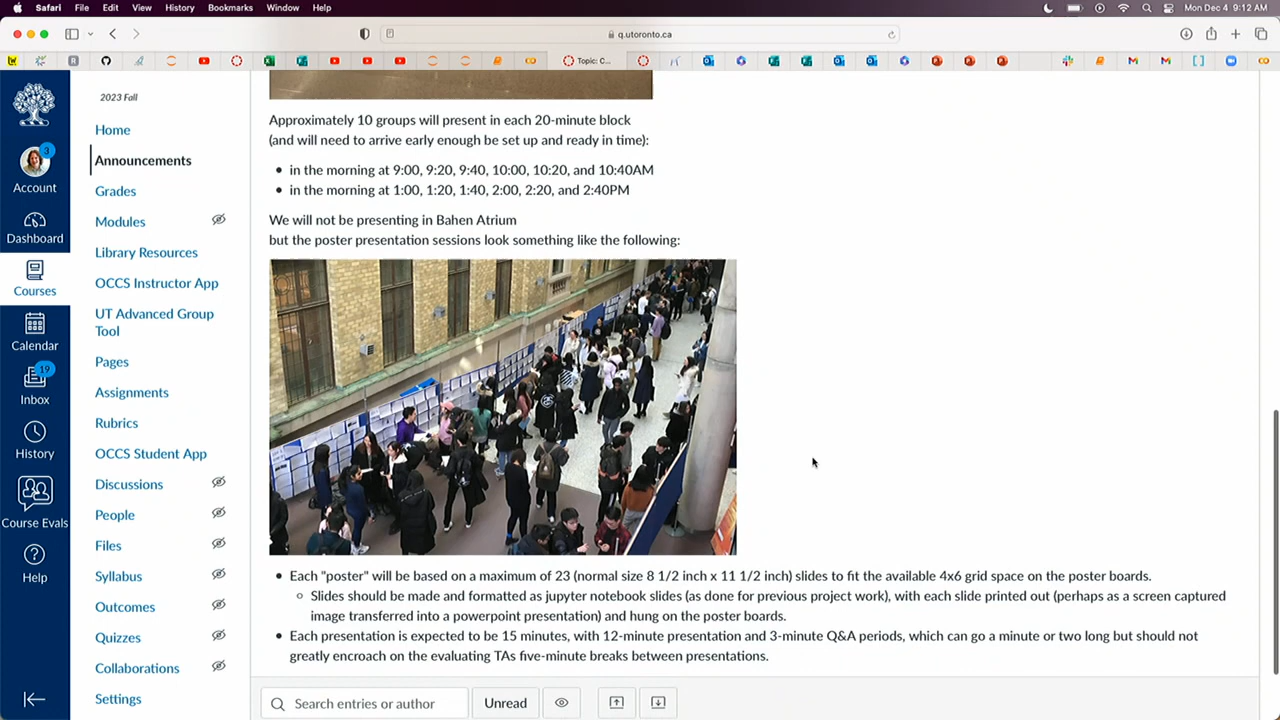 Safari File Edit View History Bookmarks Window Help Mon Dec 4 9:12 AM
q.utoronto.ca
Topic: C...
2023 Fall
Home
Announcements
Grades
Modules
Library Resources
OCCS Instructor App
UT Advanced Group
Tool
Pages
Assignments
Rubrics
OCCS Student App
Discussions
People
Files
Syllabus
Outcomes
Quizzes
Collaborations
Settings
3
Account
Dashboard
Courses
Calendar
19
Inbox
History
Course Evals
Help
Approximately 10 groups will present in each 20-minute block
(and will need to arrive early enough be set up and ready in time):
• in the morning at 9:00, 9:20, 9:40, 10:00, 10:20, and 10:40AM
• in the morning at 1:00, 1:20, 1:40, 2:00, 2:20, and 2:40PM
We will not be presenting in Bahen Atrium
but the poster presentation sessions look something like the following:
• Each "poster" will be based on a maximum of 23 (normal size 8 1/2 inch x 11 1/2 inch) slides to fit the available 4x6 grid space on the poster boards.
◦ Slides should be made and formatted as jupyter notebook slides (as done for previous project work), with each slide printed out (perhaps as a screen captured
image transferred into a powerpoint presentation) and hung on the poster boards.
• Each presentation is expected to be 15 minutes, with 12-minute presentation and 3-minute Q&A periods, which can go a minute or two long but should not
greatly encroach on the evaluating TAs five-minute breaks between presentations.
Search entries or author
Unread